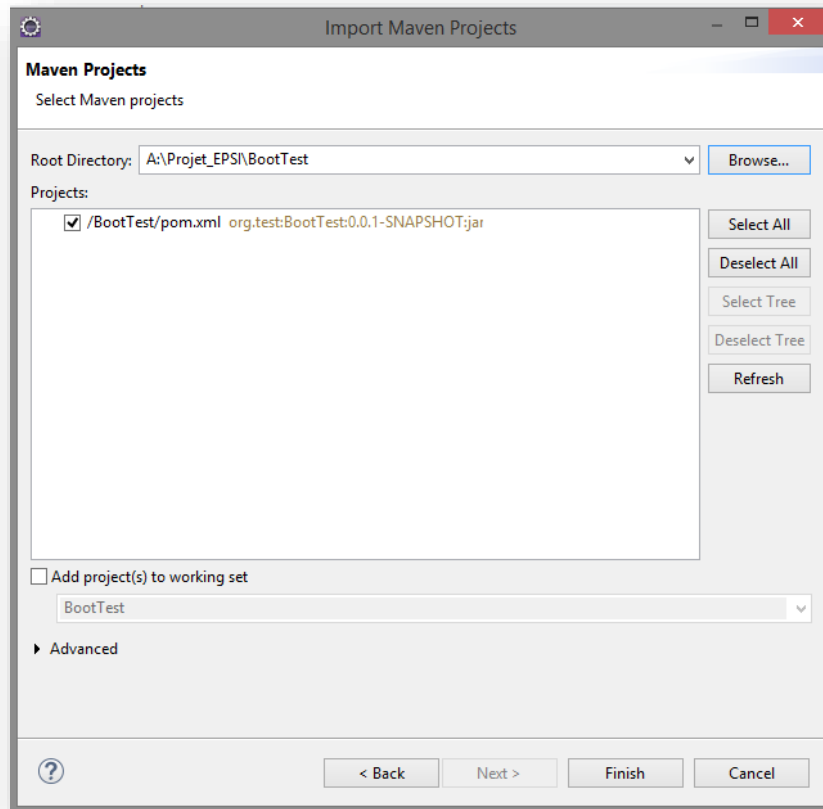 Import Maven Projects
Maven Projects
Select Maven projects
Root Directory: A:\Projet_EPSI\BootTest Browse...
Projects:
/BootTest/pom.xml org.test:BootTest:0.0.1-SNAPSHOT:jar
Select All
Deselect All
Select Tree
Deselect Tree
Refresh
Add project(s) to working set
BootTest
Advanced
? < Back Next > Finish Cancel